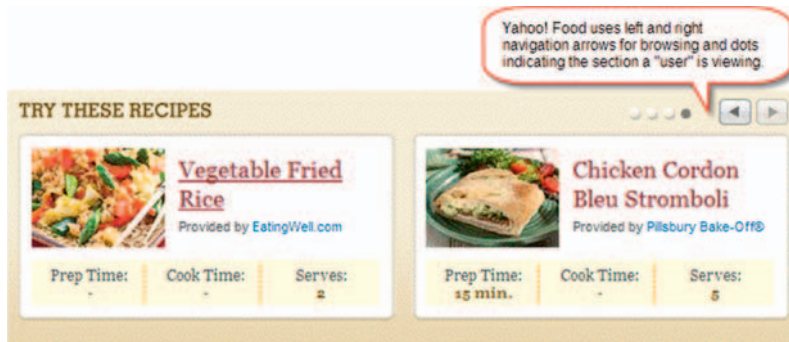 Yahoo! Food uses left and right
navigation arrows for browsing and dots
indicating the section a "user" is viewing.
TRY THESE RECIPES
Vegetable Fried
Rice
Provided by EatingWell.com
Prep Time: Cook Time: Serves:
- - 2
Chicken Cordon
Bleu Stromboli
Provided by Pillsbury Bake-Off®
Prep Time: Cook Time: Serves:
15 min. - 5